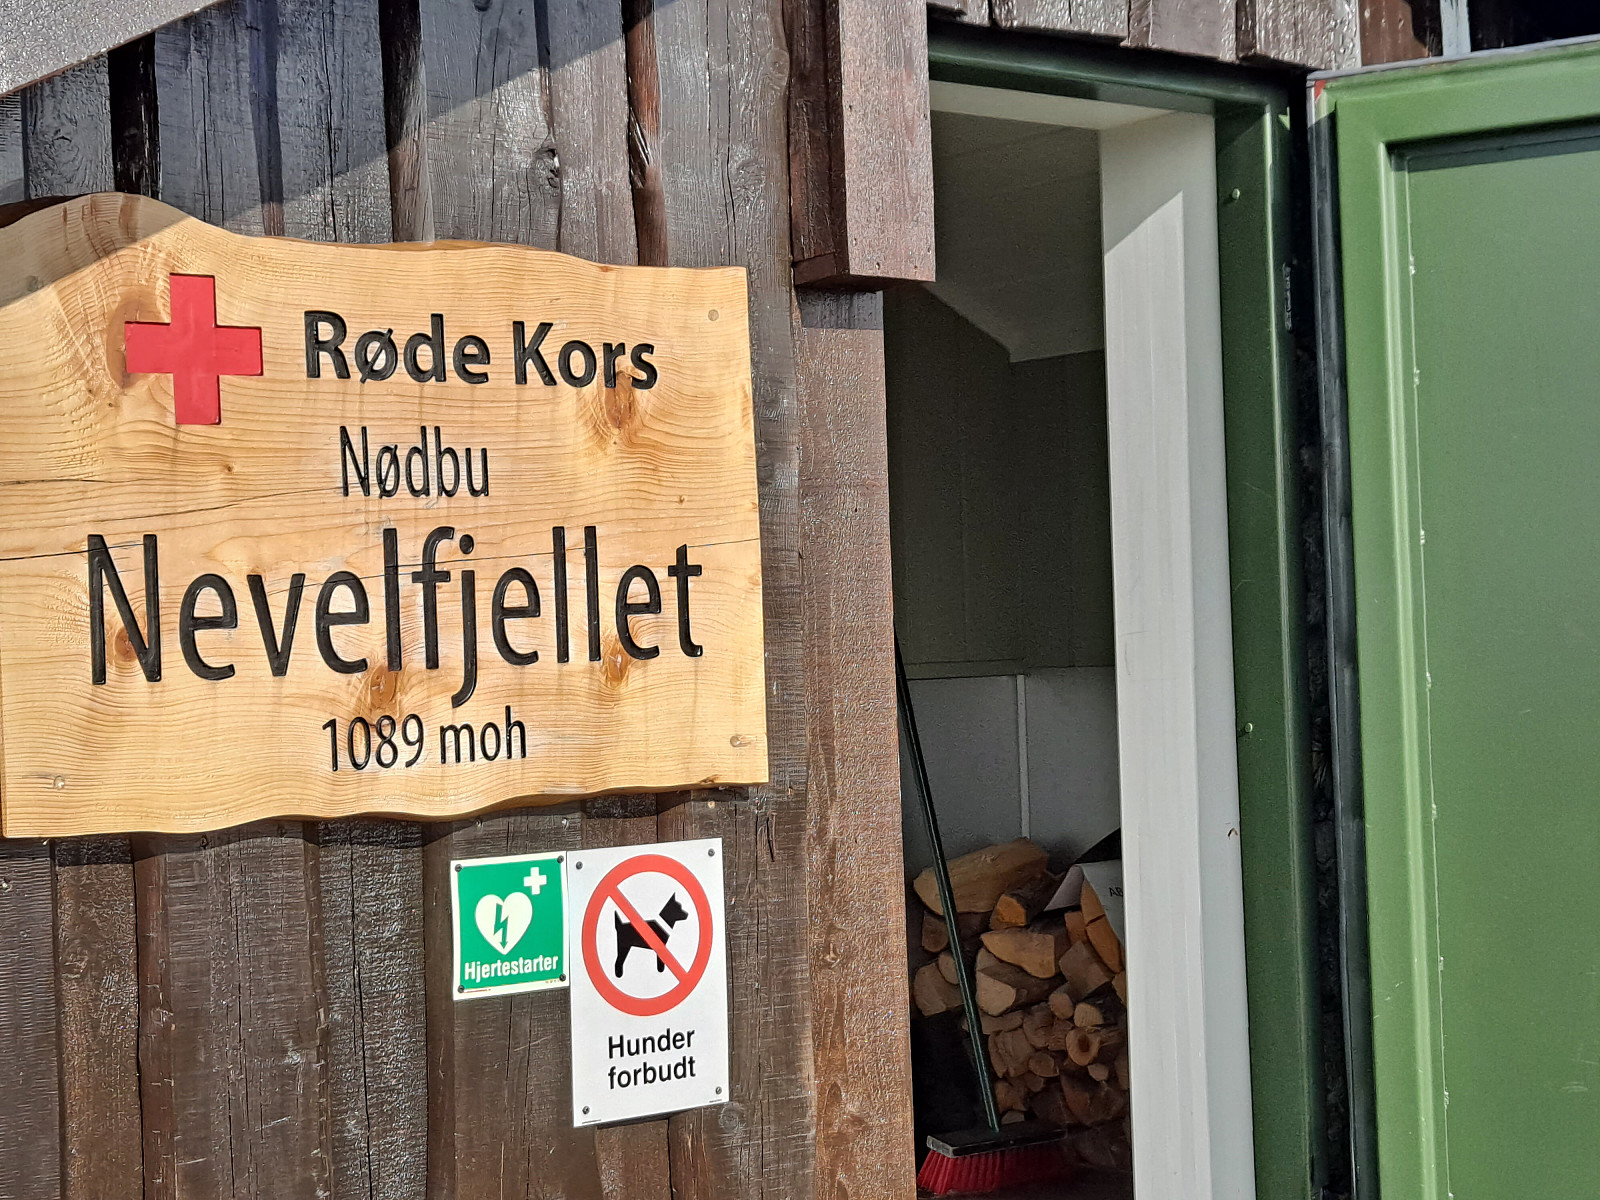 Røde Kors
Nødbu
Nevelfjellet
1089 moh
Hjertestarter
Hunder
forbudt